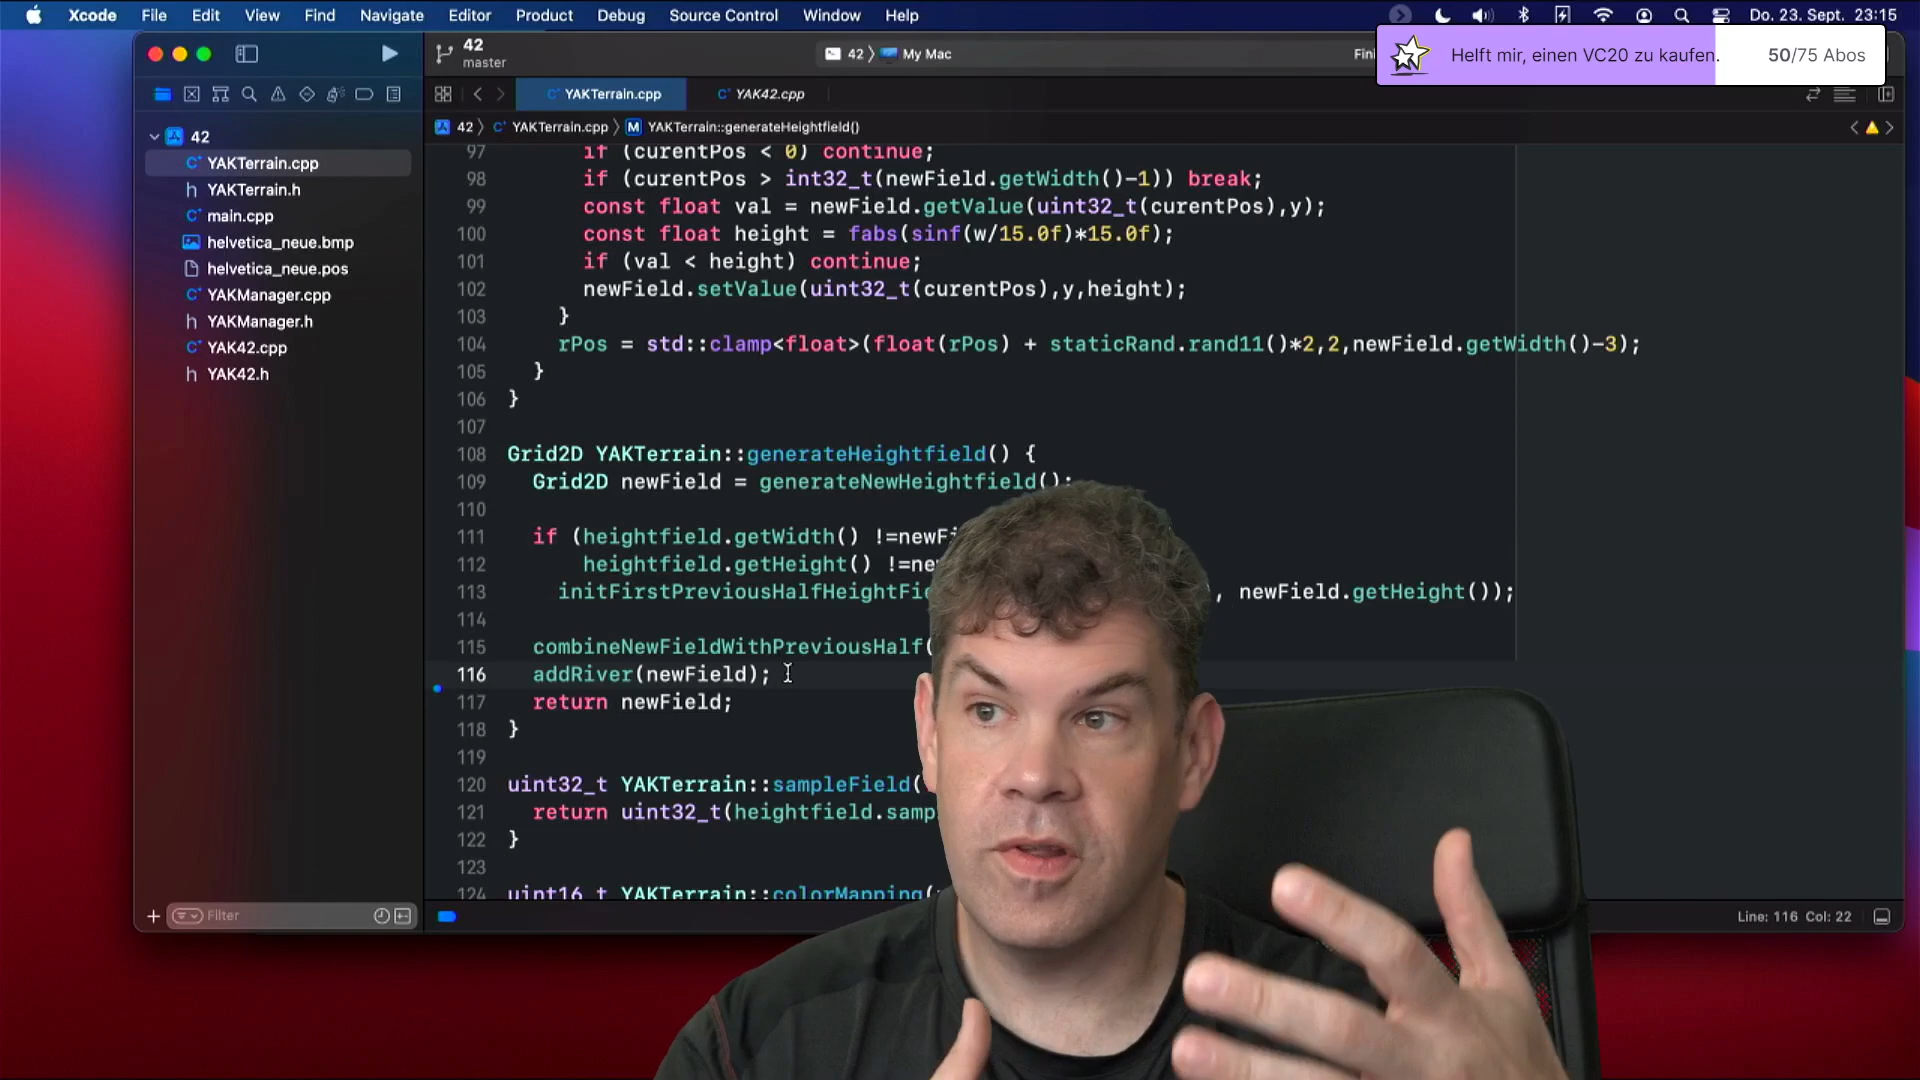 Xcode File Edit View Find Navigate Editor Product Debug Source Control Window Help Do. 23. Sept. 23:15
Helft mir, einen VC20 zu kaufen. 50/75 Abos
42
master
42 My Mac
YAKTerrain.cpp YAK42.cpp
42 YAKTerrain.cpp M YAKTerrain::generateHeightfield()
42
YAKTerrain.cpp
YAKTerrain.h
main.cpp
helvetica_neue.bmp
helvetica_neue.pos
YAKManager.cpp
YAKManager.h
YAK42.cpp
YAK42.h
Filter
97 if (curentPos < 0) continue;
98 if (curentPos > int32_t(newField.getWidth()-1)) break;
99 const float val = newField.getValue(uint32_t(curentPos),y);
100 const float height = fabs(sinf(w/15.0f)*15.0f);
101 if (val < height) continue;
102 newField.setValue(uint32_t(curentPos),y,height);
103 }
104 rPos = std::clamp<float>(float(rPos) + staticRand.rand11()*2,2,newField.getWidth()-3);
105 }
106 }
107
108 Grid2D YAKTerrain::generateHeightfield() {
109 Grid2D newField = generateNewHeightfield();
110
111 if (heightfield.getWidth() !=newFi
112 heightfield.getHeight() !=new
113 initFirstPreviousHalfHeightFie , newField.getHeight());
114
115 combineNewFieldWithPreviousHalf(
116 addRiver(newField);
117 return newField;
118 }
119
120 uint32_t YAKTerrain::sampleField(
121 return uint32_t(heightfield.samp
122 }
123
124 uint16_t YAKTerrain::colorMapping(
Line: 116 Col: 22